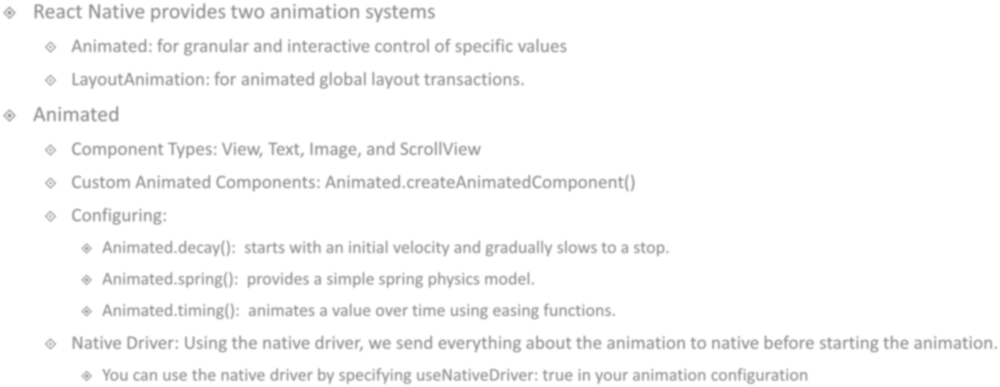 React Native provides two animation systems
Animated: for granular and interactive control of specific values
LayoutAnimation: for animated global layout transactions.
Animated
Component Types: View, Text, Image, and ScrollView
Custom Animated Components: Animated.createAnimatedComponent()
Configuring:
Animated.decay(): starts with an initial velocity and gradually slows to a stop.
Animated.spring(): provides a simple spring physics model.
Animated.timing(): animates a value over time using easing functions.
Native Driver: Using the native driver, we send everything about the animation to native before starting the animation.
You can use the native driver by specifying useNativeDriver: true in your animation configuration